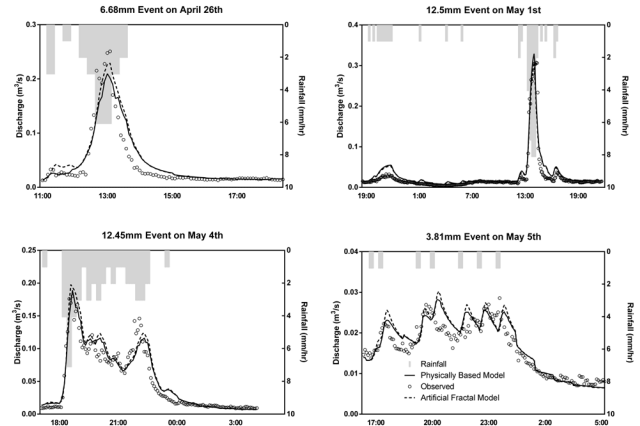 6.68mm Event on April 26th
Discharge (m³/s)
0.3
0.2
0.1
0.0
Rainfall (mm/hr)
0
2
4
6
8
10
11:00 13:00 15:00 17:00
12.5mm Event on May 1st
Discharge (m³/s)
0.4
0.3
0.2
0.1
0.0
Rainfall (mm/hr)
0
2
4
6
8
10
19:00 1:00 7:00 13:00 19:00
12.45mm Event on May 4th
Discharge (m³/s)
0.25
0.20
0.15
0.10
0.05
0.00
Rainfall (mm/hr)
0
2
4
6
8
10
18:00 21:00 00:00 3:00
3.81mm Event on May 5th
Discharge (m³/s)
0.04
0.03
0.02
0.01
0.00
Rainfall (mm/hr)
0
2
4
6
8
10
17:00 20:00 23:00 2:00 5:00
Rainfall
Physically Based Model
Observed
Artificial Fractal Model